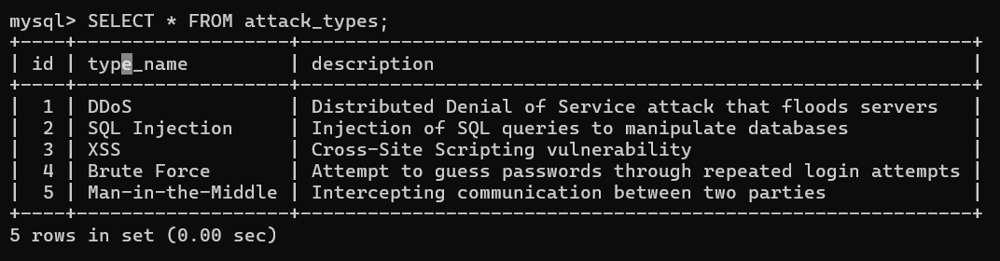 mysql> SELECT * FROM attack_types;
+----+------------------+-------------------------------------------------------------+
| id | type_name         | description                                                |
+----+------------------+-------------------------------------------------------------+
|  1 | DDoS              | Distributed Denial of Service attack that floods servers   |
|  2 | SQL Injection     | Injection of SQL queries to manipulate databases           |
|  3 | XSS               | Cross-Site Scripting vulnerability                         |
|  4 | Brute Force       | Attempt to guess passwords through repeated login attempts |
|  5 | Man-in-the-Middle | Intercepting communication between two parties             |
+----+------------------+-------------------------------------------------------------+
5 rows in set (0.00 sec)